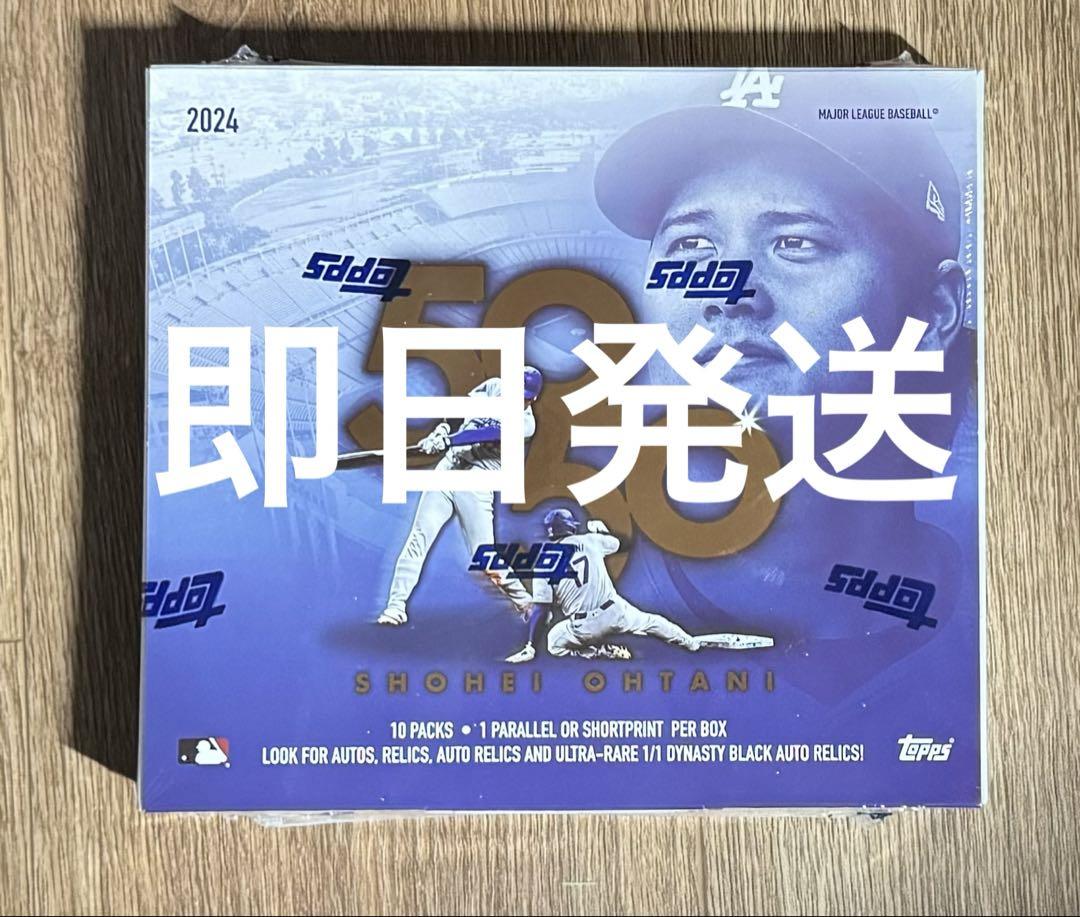 2024
MAJOR LEAGUE BASEBALL®
LA
topps topps
50
50
即日発送
17
topps
topps topps
SHOHEI OHTANI
10 PACKS • 1 PARALLEL OR SHORTPRINT PER BOX
LOOK FOR AUTOS, RELICS, AUTO RELICS AND ULTRA-RARE 1/1 DYNASTY BLACK AUTO RELICS!
topps